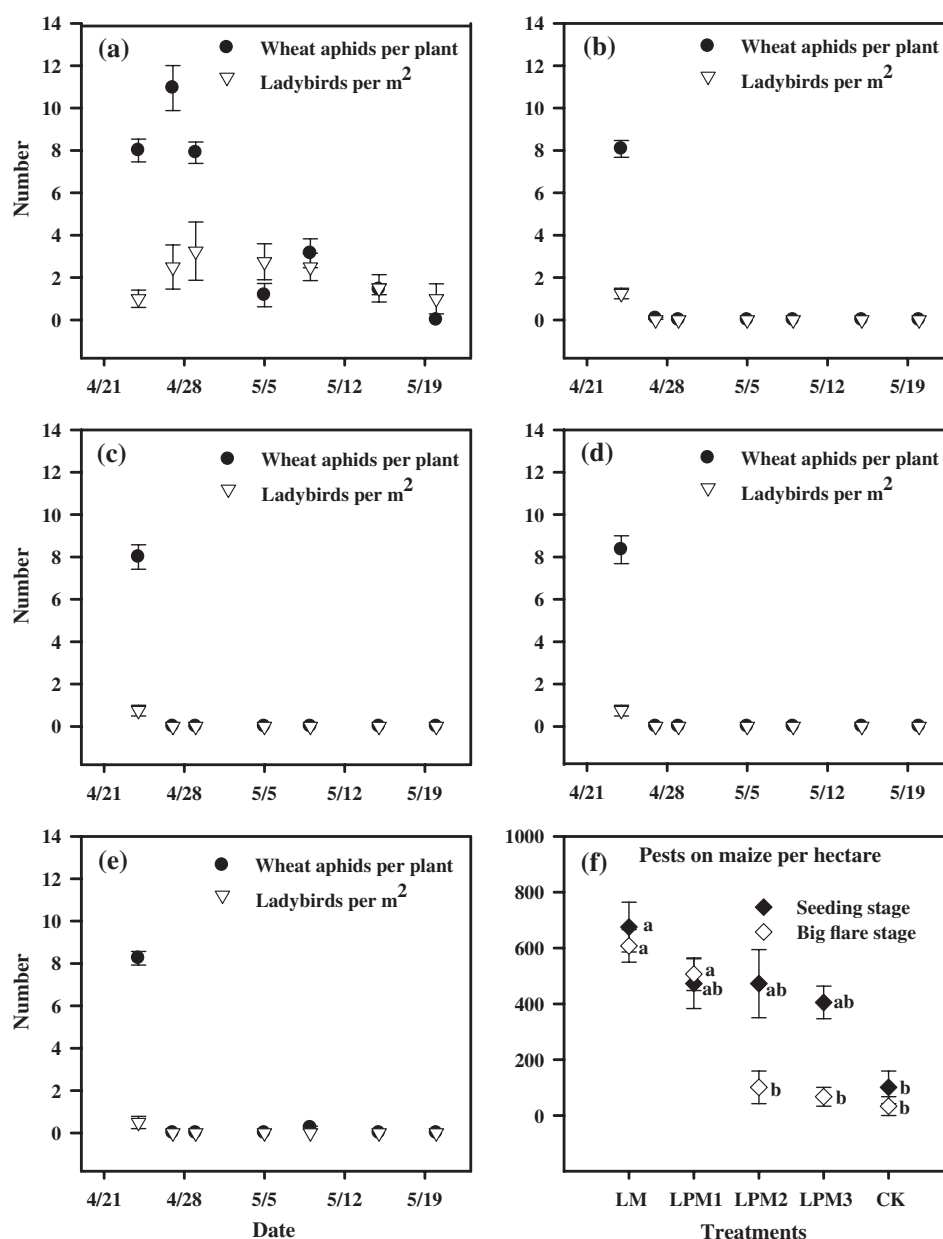 14
12
10
8
6
4
2
0
Number
(a)
Wheat aphids per plant
Ladybirds per m2
4/21 4/28 5/5 5/12 5/19
14
12
10
8
6
4
2
0
(b)
Wheat aphids per plant
Ladybirds per m2
4/21 4/28 5/5 5/12 5/19
14
12
10
8
6
4
2
0
Number
(c)
Wheat aphids per plant
Ladybirds per m2
4/21 4/28 5/5 5/12 5/19
14
12
10
8
6
4
2
0
(d)
Wheat aphids per plant
Ladybirds per m2
4/21 4/28 5/5 5/12 5/19
14
12
10
8
6
4
2
0
Number
(e)
Wheat aphids per plant
Ladybirds per m2
4/21 4/28 5/5 5/12 5/19
Date
1000
800
600
400
200
0
(f)
Pests on maize per hectare
Seeding stage
Big flare stage
a
a
a
ab
ab
b
ab
b
b
b
LM LPM1 LPM2 LPM3 CK
Treatments